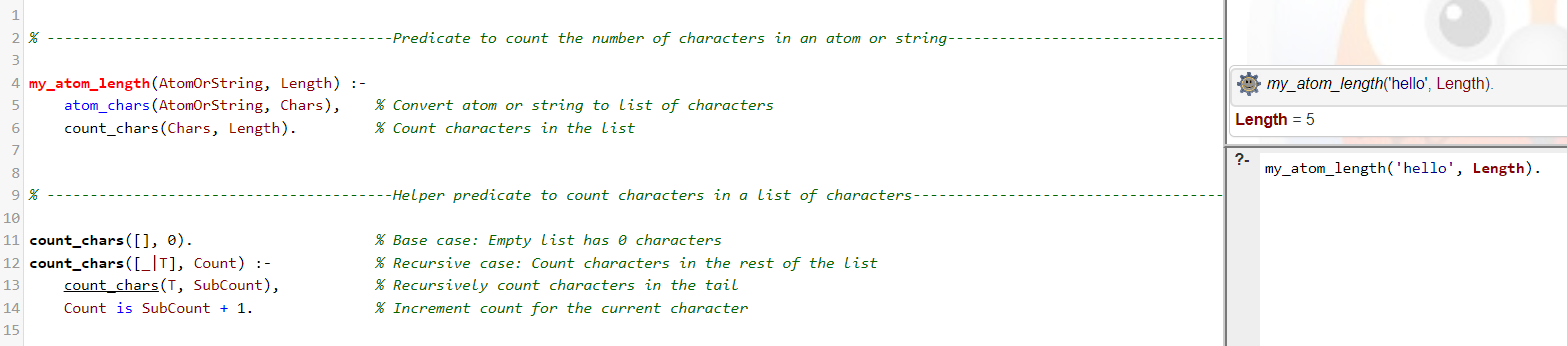 1
2 % ----------------------------------------Predicate to count the number of characters in an atom or string--------------------------------
3
4 my_atom_length(AtomOrString, Length) :-
5     atom_chars(AtomOrString, Chars),    % Convert atom or string to list of characters
6     count_chars(Chars, Length).         % Count characters in the list
7
8
9 % ----------------------------------------Helper predicate to count characters in a list of characters------------------------------------
10
11 count_chars([], 0).                     % Base case: Empty list has 0 characters
12 count_chars([_|T], Count) :-            % Recursive case: Count characters in the rest of the list
13     count_chars(T, SubCount),           % Recursively count characters in the tail
14     Count is SubCount + 1.              % Increment count for the current character
15
my_atom_length('hello', Length).
Length = 5
?- my_atom_length('hello', Length).